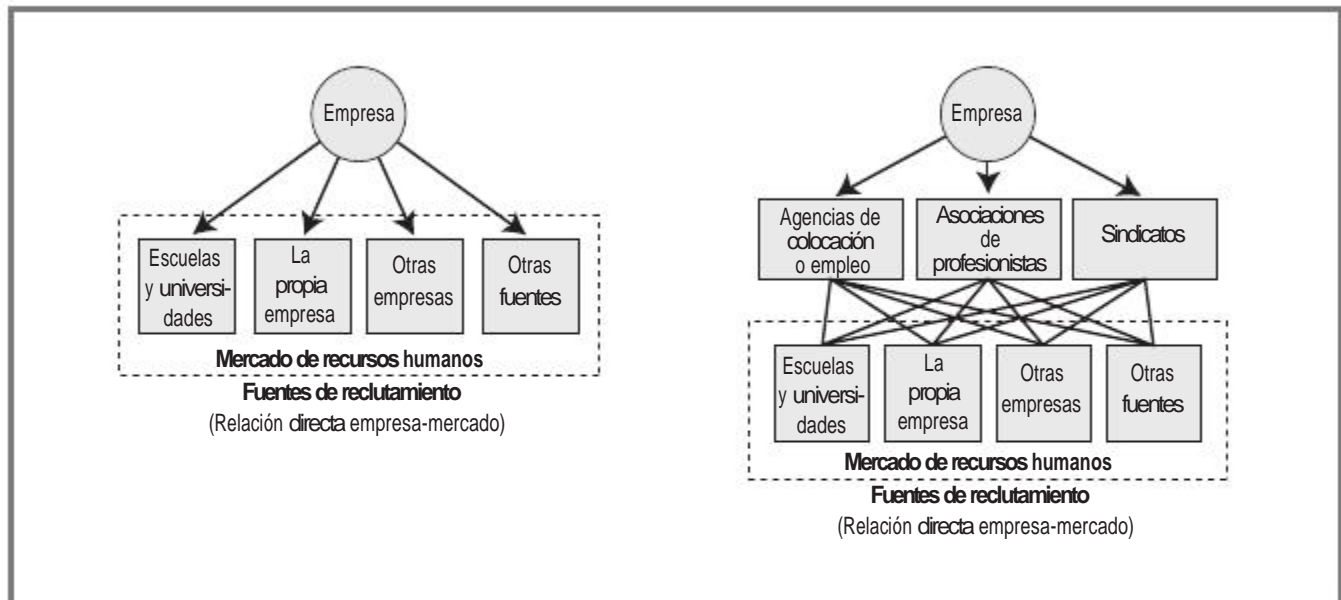 Empresa
Escuelas
y universi-
dades
La
propia
empresa
Otras
empresas
Otras
fuentes
Mercado de recursos humanos
Fuentes de reclutamiento
(Relación directa empresa-mercado)
Empresa
Agencias de
colocación
o empleo
Asociaciones
de
profesionistas
Sindicatos
Escuelas
y universi-
dades
La
propia
empresa
Otras
empresas
Otras
fuentes
Mercado de recursos humanos
Fuentes de reclutamiento
(Relación directa empresa-mercado)